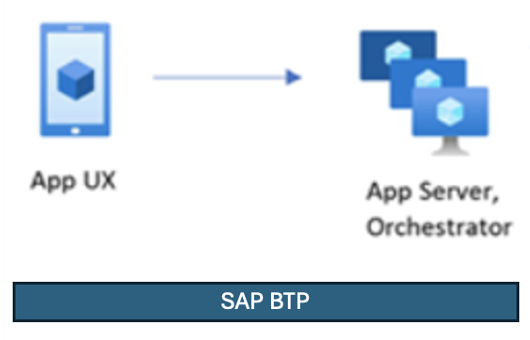 App UX
App Server,
Orchestrator
SAP BTP